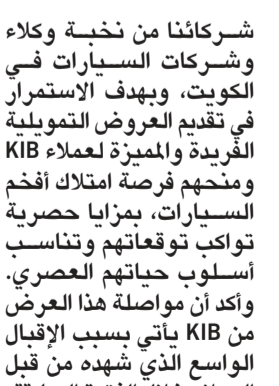 شركائنا من نخبة وكلاء
وشركات السيارات في
الكويت، وبهدف الاستمرار
في تقديم العروض التمويلية
الفريدة والمميزة لعملاء KIB
ومنحهم فرصة امتلاك أفخم
السيارات، بمزايا حصرية
تواكب توقعاتهم وتناسب
أسلوب حياتهم العصري.
وأكد أن مواصلة هذا العرض
من KIB يأتي بسبب الإقبال
الواسع الذي شهده من قبل